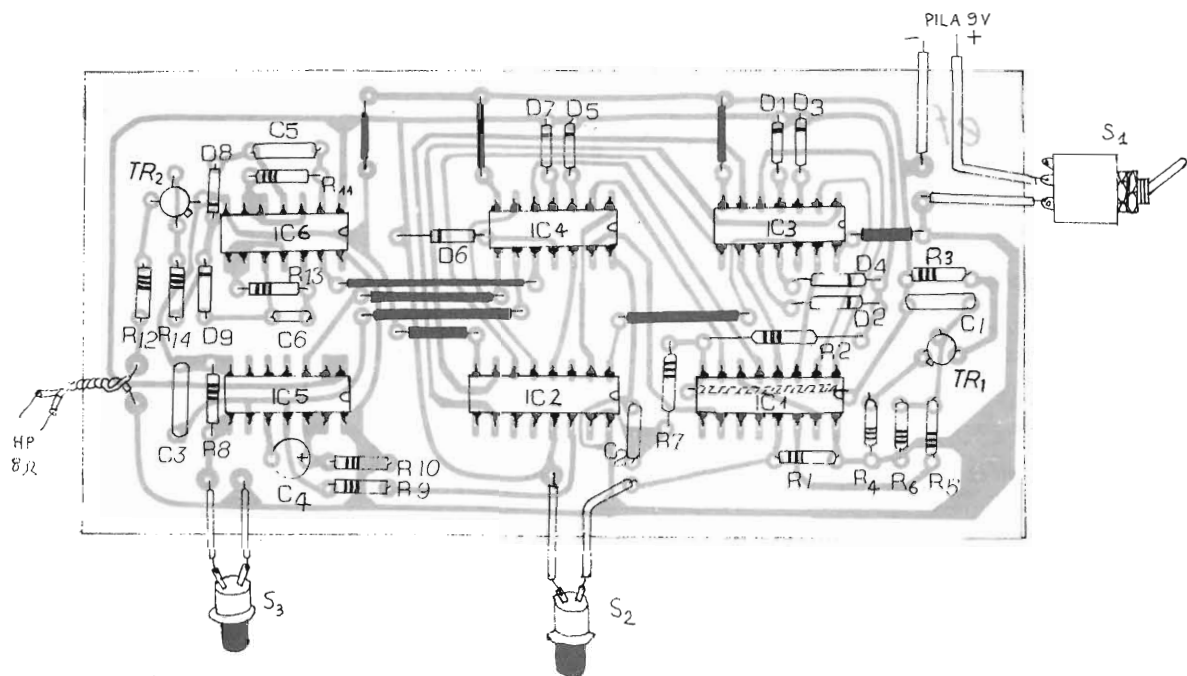 PILA 9V
- +
S1
D7 D5
D1 D3
C5
D8
TR2
R11
IC6
IC4
IC3
D6
R13
R3
D4
D2
C1
R12 R14 D9 C6
R2
TR1
IC5
IC2
IC1
HP
8Ω
C3
R8
C4
R10
R9
C2
R7
R1
R4
R6
R5
S3
S2